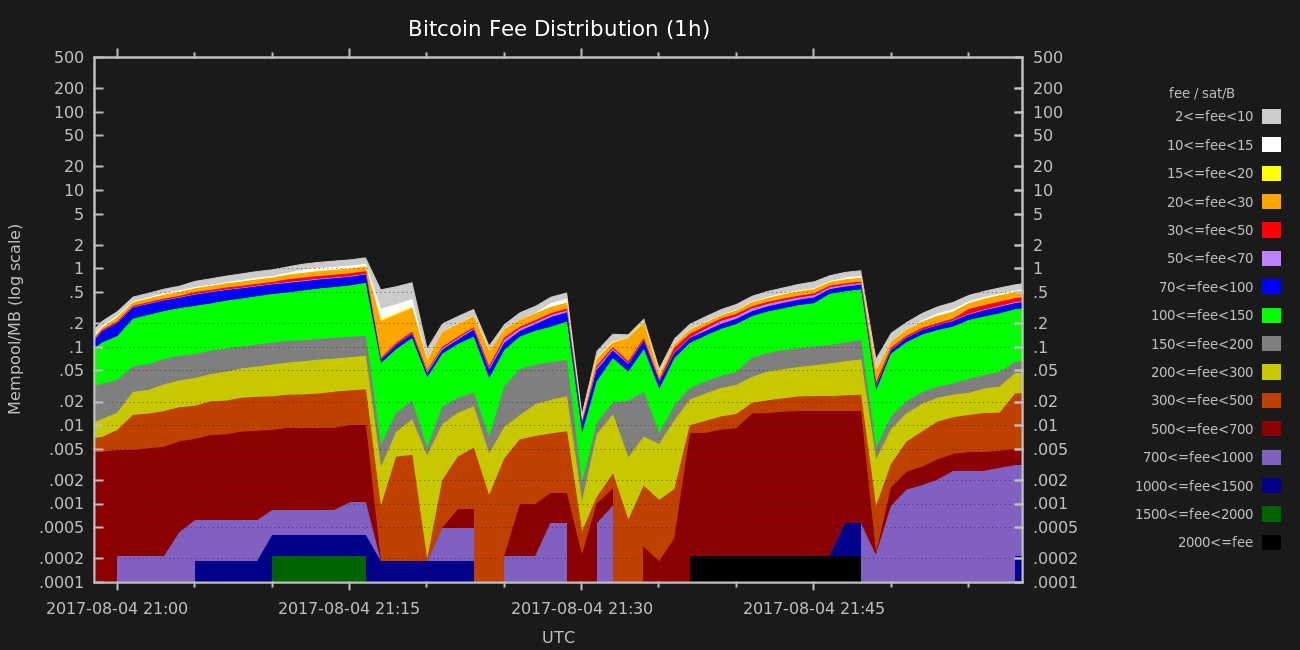 Bitcoin Fee Distribution (1h)
Mempool/MB (log scale)
500
200
100
50
20
10
5
2
1
.5
.2
.1
.05
.02
.01
.005
.002
.001
.0005
.0002
.0001
500
200
100
50
20
10
5
2
1
.5
.2
.1
.05
.02
.01
.005
.002
.001
.0005
.0002
.0001
2017-08-04 21:00 2017-08-04 21:15 2017-08-04 21:30 2017-08-04 21:45
UTC
fee / sat/B
2<=fee<10
10<=fee<15
15<=fee<20
20<=fee<30
30<=fee<50
50<=fee<70
70<=fee<100
100<=fee<150
150<=fee<200
200<=fee<300
300<=fee<500
500<=fee<700
700<=fee<1000
1000<=fee<1500
1500<=fee<2000
2000<=fee